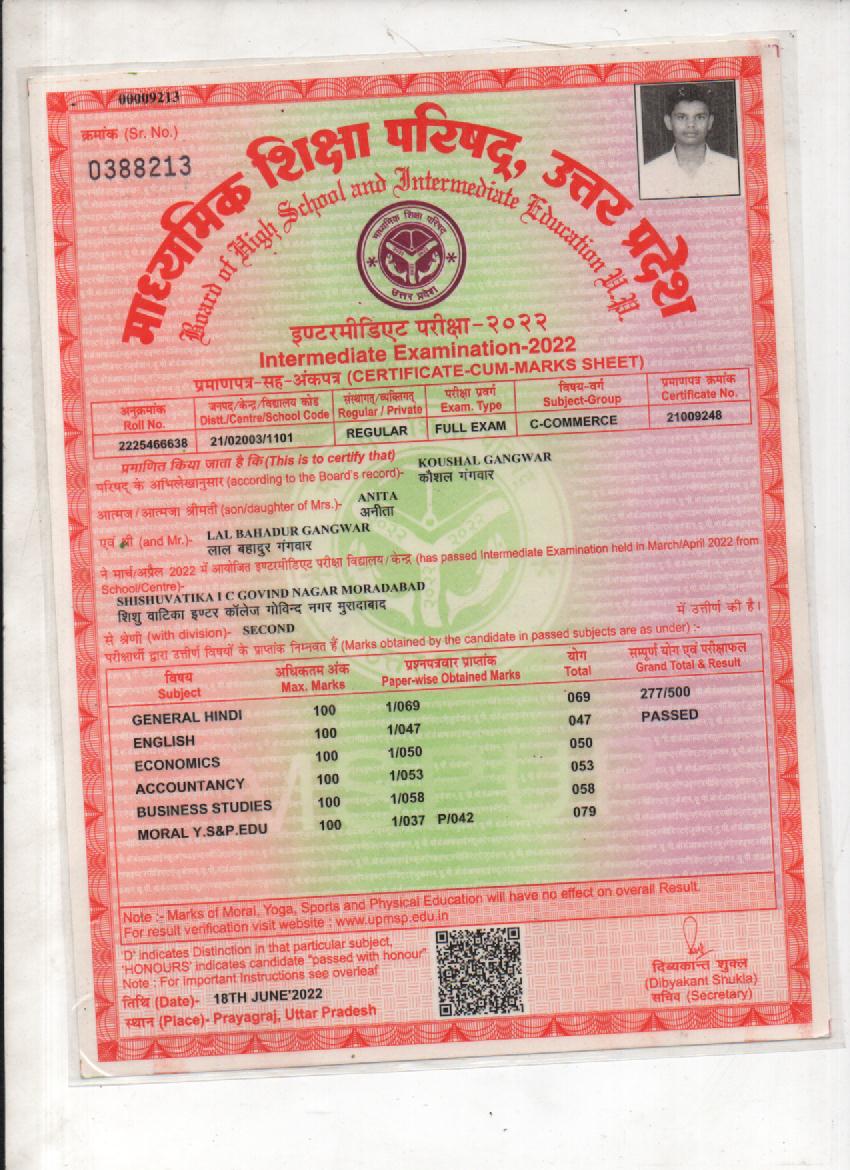 00009213
क्रमांक (Sr. No.)
0388213
माध्यमिक शिक्षा परिषद्, उत्तर प्रदेश
Board of High School and Intermediate Education U.P.
माध्यमिक शिक्षा परिषद
उत्तर प्रदेश
इण्टरमीडिएट परीक्षा-२०२२
Intermediate Examination-2022
प्रमाणपत्र-सह-अंकपत्र (CERTIFICATE-CUM-MARKS SHEET)
अनुक्रमांक जनपद/केन्द्र/विद्यालय कोड संस्थागत/व्यक्तिगत परीक्षा प्रवर्ग विषय-वर्ग प्रमाणपत्र क्रमांक
Roll No. Distt./Centre/School Code Regular / Private Exam. Type Subject-Group Certificate No.
2225466638 21/02003/1101 REGULAR FULL EXAM C-COMMERCE 21009248
प्रमाणित किया जाता है कि (This is to certify that) KOUSHAL GANGWAR
परिषद् के अभिलेखानुसार (according to the Board's record)- कौशल गंगवार
ANITA
आत्मज/आत्मजा श्रीमती (son/daughter of Mrs.)- अनीता
एवं श्री (and Mr.)- LAL BAHADUR GANGWAR
लाल बहादुर गंगवार
ने मार्च/अप्रैल 2022 में आयोजित इण्टरमीडिएट परीक्षा विद्यालय/केन्द्र (has passed Intermediate Examination held in March/April 2022 from
School/Centre)-
SHISHUVATIKA I C GOVIND NAGAR MORADABAD
शिशु वाटिका इण्टर कॉलेज गोविन्द नगर मुरादाबाद में उत्तीर्ण की है।
से श्रेणी (with division)- SECOND
परीक्षार्थी द्वारा उत्तीर्ण विषयों के प्राप्तांक निम्नवत हैं (Marks obtained by the candidate in passed subjects are as under) :-
विषय अधिकतम अंक प्रश्नपत्रवार प्राप्तांक योग सम्पूर्ण योग एवं परीक्षाफल
Subject Max. Marks Paper-wise Obtained Marks Total Grand Total & Result
GENERAL HINDI 100 1/069 069 277/500
ENGLISH 100 1/047 047 PASSED
ECONOMICS 100 1/050 050
ACCOUNTANCY 100 1/053 053
BUSINESS STUDIES 100 1/058 058
MORAL Y.S&P.EDU 100 1/037 P/042 079
Note :- Marks of Moral, Yoga, Sports and Physical Education will have no effect on overall Result.
For result verification visit website : www.upmsp.edu.in
'D' indicates Distinction in that particular subject,
'HONOURS' indicates candidate "passed with honour"
Note : For Important Instructions see overleaf
तिथि (Date)- 18TH JUNE'2022
स्थान (Place)- Prayagraj, Uttar Pradesh
दिब्यकान्त शुक्ल
(Dibyakant Shukla)
सचिव (Secretary)